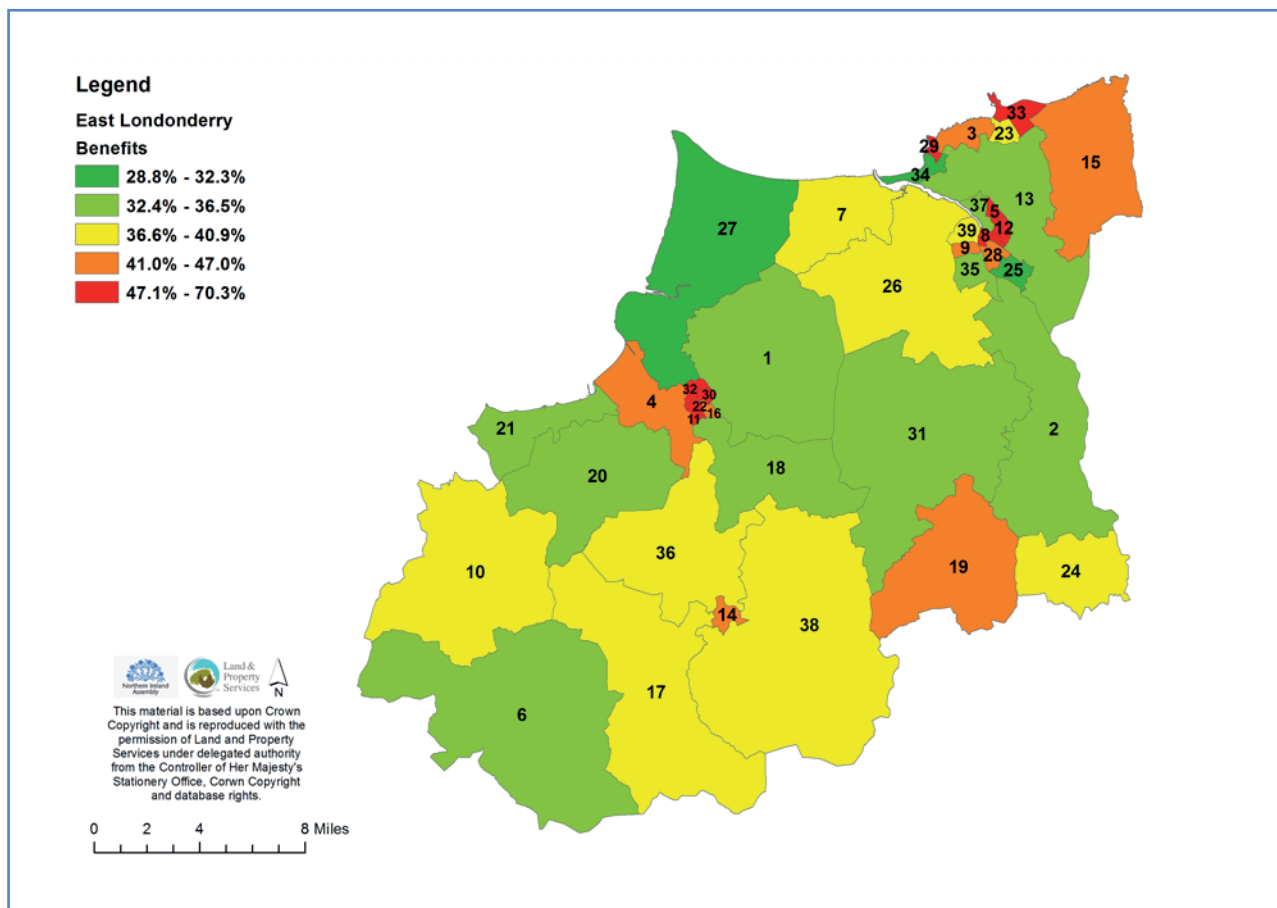 Legend
East Londonderry
Benefits
28.8% - 32.3%
32.4% - 36.5%
36.6% - 40.9%
41.0% - 47.0%
47.1% - 70.3%
33
3
23
15
29
34
13
37
5
27
7
12
39
8
9
28
35
25
26
1
32
30
4
22
16
11
21
31
2
18
20
36
10
19
24
14
38
17
6
Northern Ireland
Assembly
Land &
Property
Services
N
This material is based upon Crown
Copyright and is reproduced with the
permission of Land and Property
Services under delegated authority
from the Controller of Her Majesty's
Stationery Office, Corwn Copyright
and database rights.
0 2 4 8 Miles